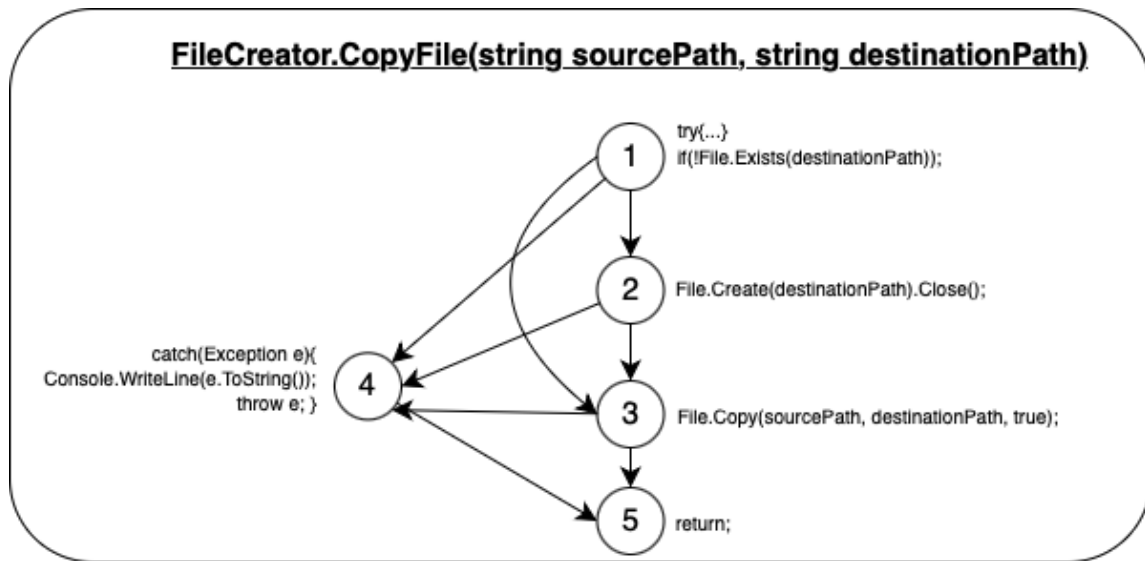 FileCreator.CopyFile(string sourcePath, string destinationPath)
1
try{...}
if(!File.Exists(destinationPath));
2
File.Create(destinationPath).Close();
catch(Exception e){
Console.WriteLine(e.ToString());
throw e; }
4
3
File.Copy(sourcePath, destinationPath, true);
5
return;